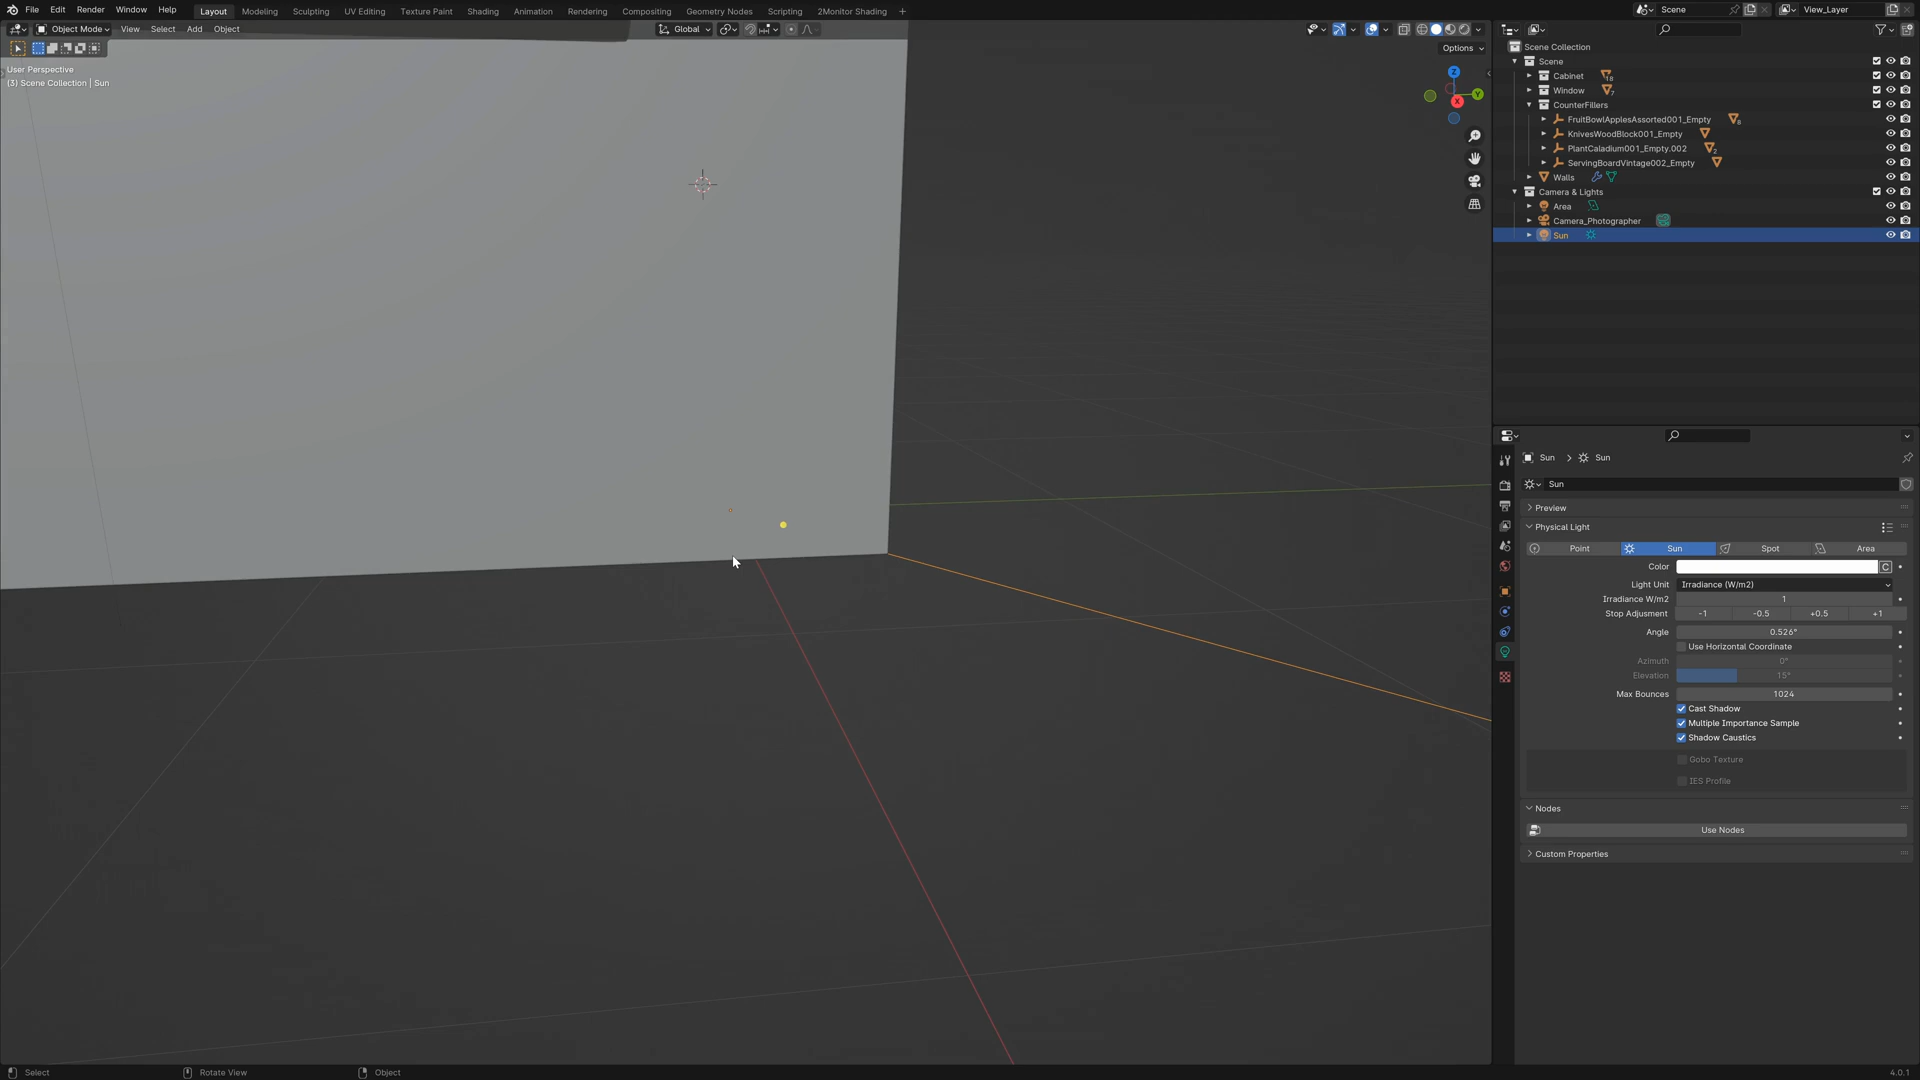 File Edit Render Window Help Layout Modeling Sculpting UV Editing Texture Paint Shading Animation Rendering Compositing Geometry Nodes Scripting 2Monitor Shading + Scene View_Layer
Object Mode View Select Add Object Global
Options
User Perspective
(3) Scene Collection | Sun
Z
Y
X
Scene Collection
Scene
Cabinet 18
Window 7
CounterFillers
FruitBowlApplesAssorted001_Empty 8
KnivesWoodBlock001_Empty
PlantCaladium001_Empty.002 2
ServingBoardVintage002_Empty
Walls
Camera & Lights
Area
Camera_Photographer
Sun
Sun > Sun
Sun
Preview
Physical Light
Point Sun Spot Area
Color C
Light Unit Irradiance (W/m2)
Irradiance W/m2 1
Stop Adjusment -1 -0.5 +0.5 +1
Angle 0.526°
Use Horizontal Coordinate
Azimuth 0°
Elevation 15°
Max Bounces 1024
Cast Shadow
Multiple Importance Sample
Shadow Caustics
Gobo Texture
IES Profile
Nodes
Use Nodes
Custom Properties
Select Rotate View Object 4.0.1